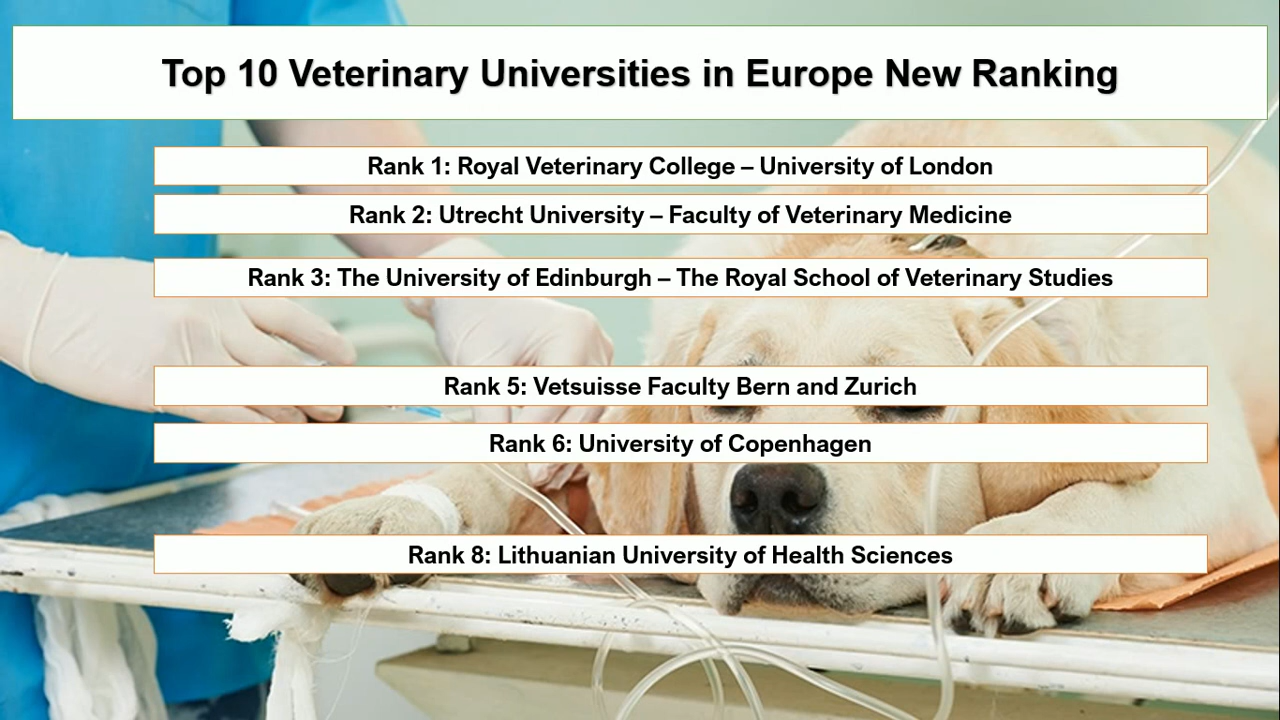 Top 10 Veterinary Universities in Europe New Ranking
Rank 1: Royal Veterinary College – University of London
Rank 2: Utrecht University – Faculty of Veterinary Medicine
Rank 3: The University of Edinburgh – The Royal School of Veterinary Studies
Rank 5: Vetsuisse Faculty Bern and Zurich
Rank 6: University of Copenhagen
Rank 8: Lithuanian University of Health Sciences